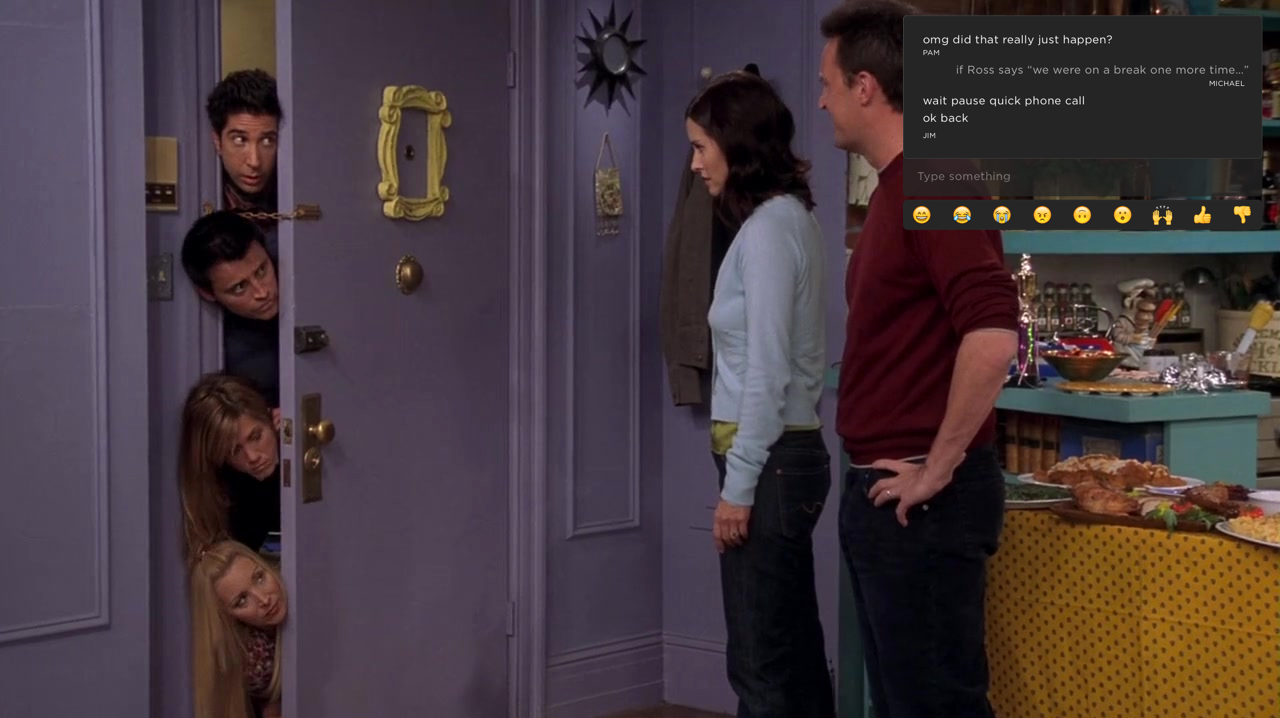 omg did that really just happen?
PAM
if Ross says “we were on a break one more time...”
MICHAEL
wait pause quick phone call
ok back
JIM
Type something